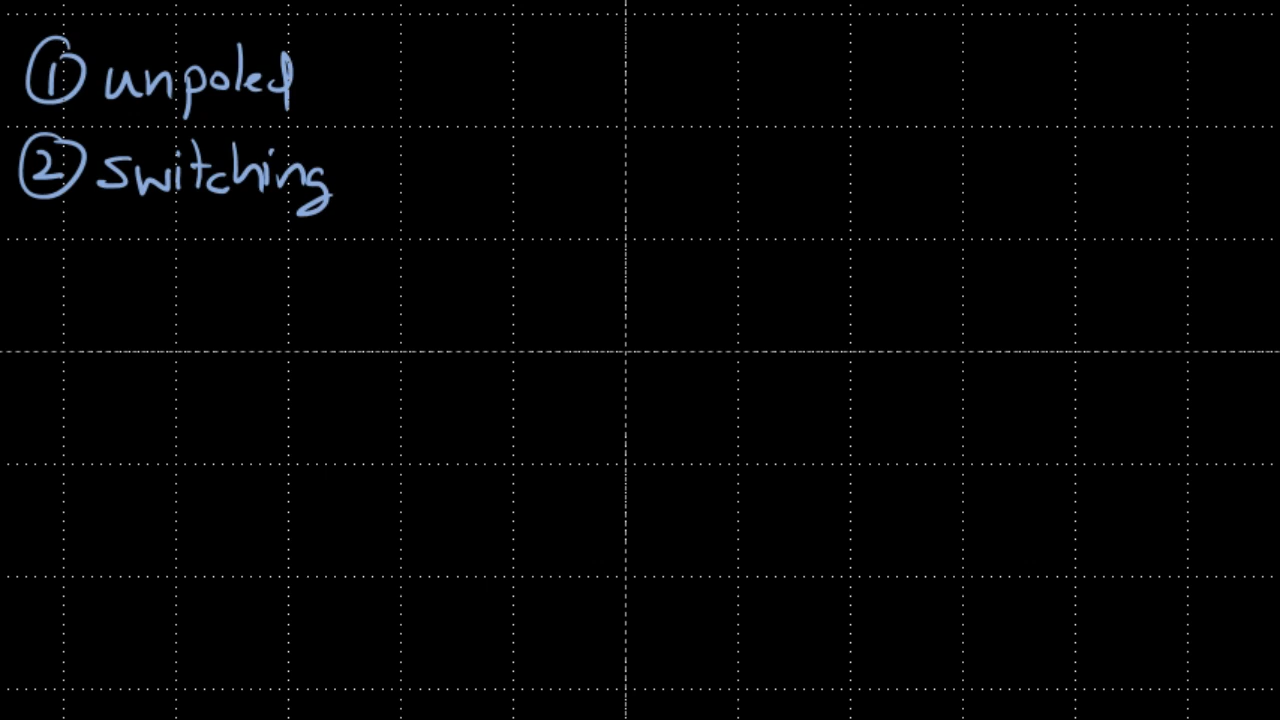 ① unpoled
② switching